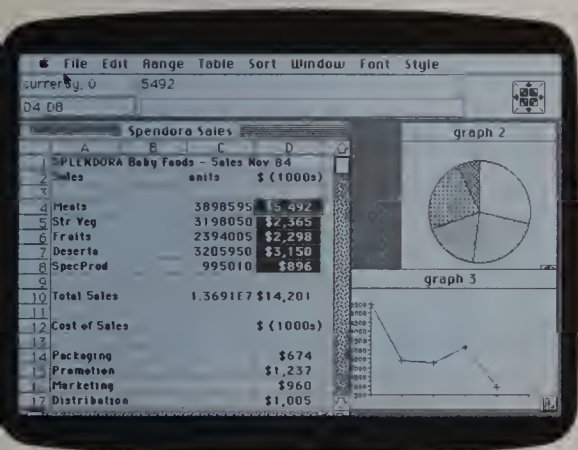 File Edit Range Table Sort Window Font Style
currency, 0 5492
D4 D8
Spendora Sales
A B C D
1 SPLENDORA Baby Foods - Sales Nov 84
2 Sales units $ (1000s)
3
4 Meats 3898595 $5,492
5 Str Veg 3198050 $2,365
6 Fruits 2394005 $2,298
7 Deserts 3205950 $3,150
8 SpecProd 995010 $896
9
10 Total Sales 1.3691E7 $14,201
11
12 Cost of Sales $ (1000s)
13
14 Packaging $674
15 Promotion $1,237
16 Marketing $960
17 Distribution $1,005
graph 2
graph 3